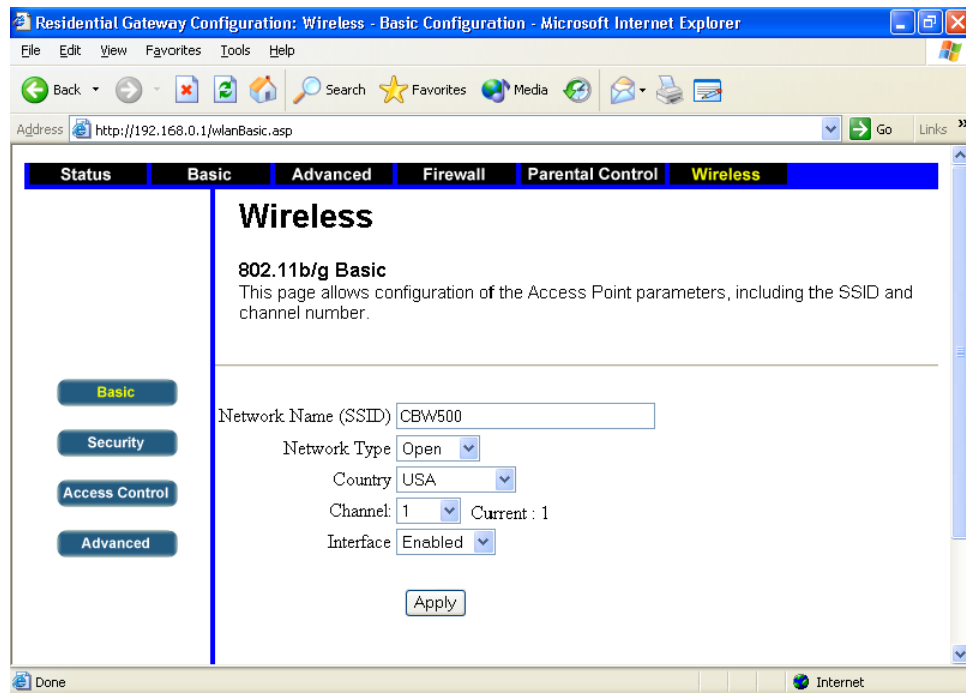 Residential Gateway Configuration: Wireless - Basic Configuration - Microsoft Internet Explorer
File Edit View Favorites Tools Help
Back Search Favorites Media
Address http://192.168.0.1/wlanBasic.asp Go Links »
Status Basic Advanced Firewall Parental Control Wireless
Wireless
802.11b/g Basic
This page allows configuration of the Access Point parameters, including the SSID and
channel number.
Basic
Security
Access Control
Advanced
Network Name (SSID) CBW500
Network Type Open
Country USA
Channel: 1 Current : 1
Interface Enabled
Apply
Done Internet